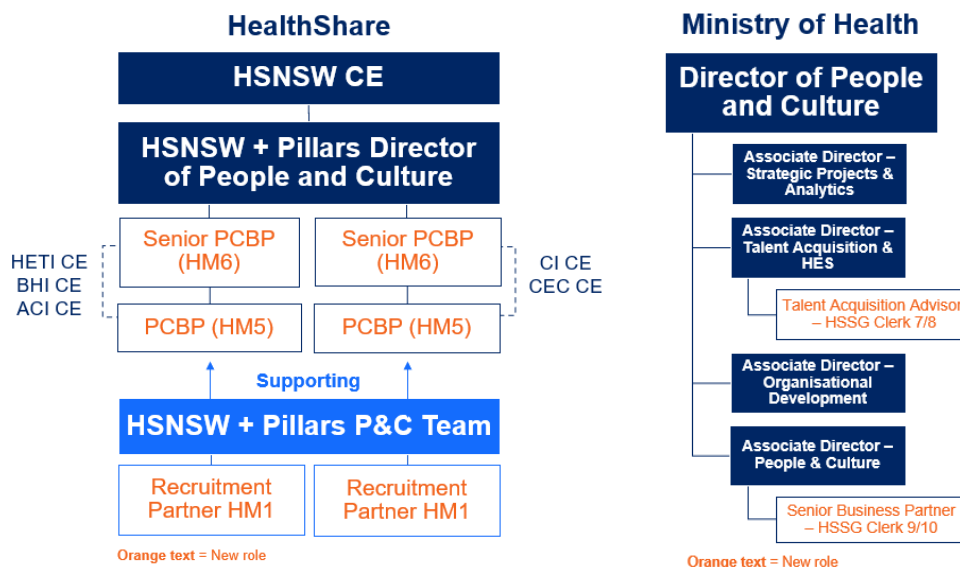 HealthShare
HSNSW CE
HSNSW + Pillars Director
of People and Culture
Senior PCBP
(HM6)
Senior PCBP
(HM6)
HETI CE
BHI CE
ACI CE
CI CE
CEC CE
PCBP (HM5)
PCBP (HM5)
Supporting
HSNSW + Pillars P&C Team
Recruitment
Partner HM1
Recruitment
Partner HM1
Orange text = New role
Ministry of Health
Director of People
and Culture
Associate Director –
Strategic Projects &
Analytics
Associate Director –
Talent Acquisition &
HES
Talent Acquisition Advisor
– HSSG Clerk 7/8
Associate Director –
Organisational
Development
Associate Director –
People & Culture
Senior Business Partner
– HSSG Clerk 9/10
Orange text = New role